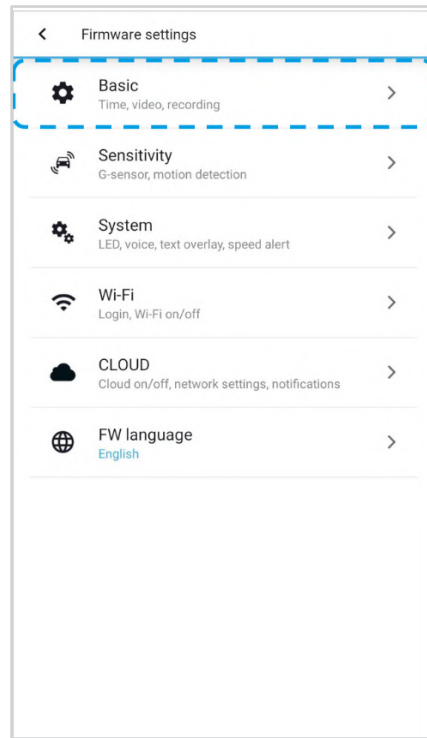 Firmware settings
Basic
Time, video, recording
Sensitivity
G-sensor, motion detection
System
LED, voice, text overlay, speed alert
Wi-Fi
Login, Wi-Fi on/off
CLOUD
Cloud on/off, network settings, notifications
FW language
English